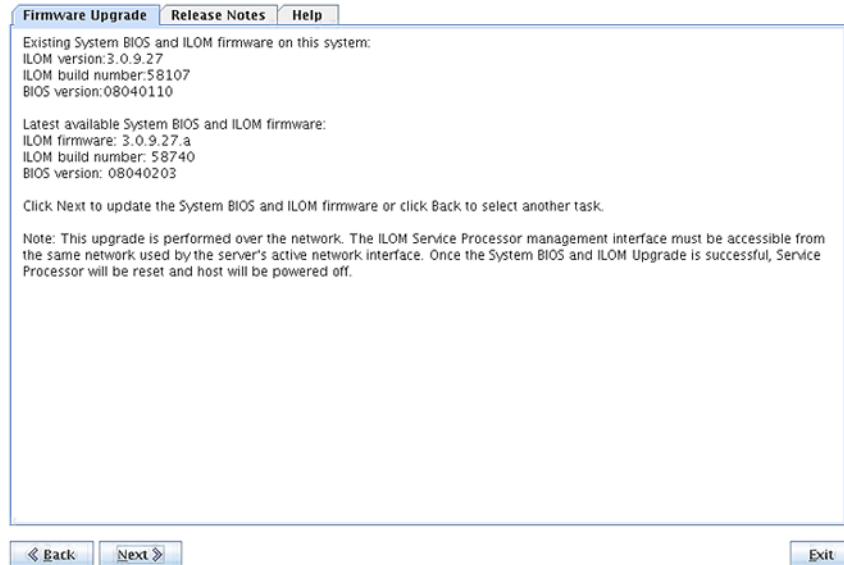 Firmware Upgrade Release Notes Help
Existing System BIOS and ILOM firmware on this system:
ILOM version:3.0.9.27
ILOM build number:58107
BIOS version:08040110
Latest available System BIOS and ILOM firmware:
ILOM firmware: 3.0.9.27.a
ILOM build number: 58740
BIOS version: 08040203
Click Next to update the System BIOS and ILOM firmware or click Back to select another task.
Note: This upgrade is performed over the network. The ILOM Service Processor management interface must be accessible from
the same network used by the server's active network interface. Once the System BIOS and ILOM Upgrade is successful, Service
Processor will be reset and host will be powered off.
Back Next Exit